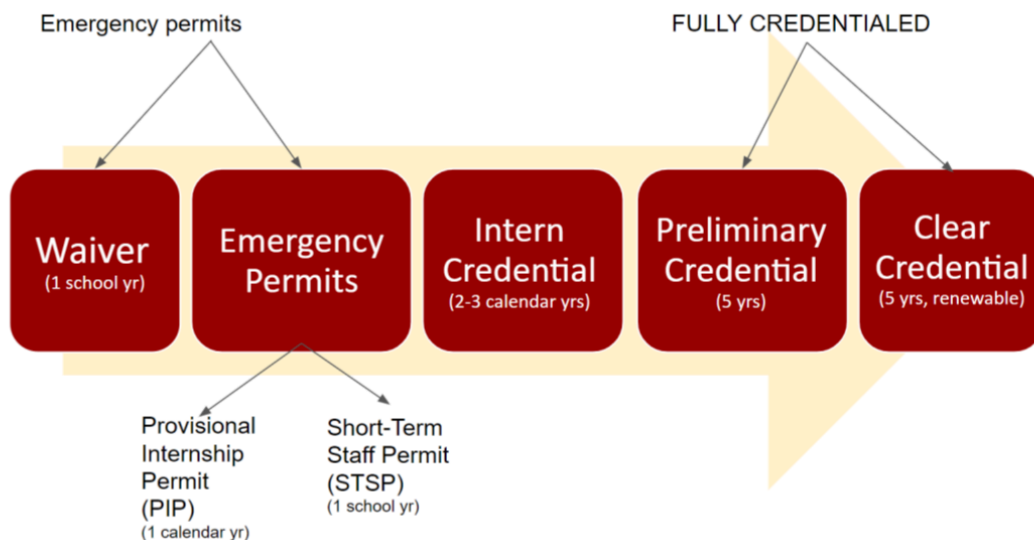 Emergency permits
FULLY CREDENTIALED
Waiver
(1 school yr)
Emergency
Permits
Intern
Credential
(2-3 calendar yrs)
Preliminary
Credential
(5 yrs)
Clear
Credential
(5 yrs, renewable)
Provisional
Internship
Permit
(PIP)
(1 calendar yr)
Short-Term
Staff Permit
(STSP)
(1 school yr)